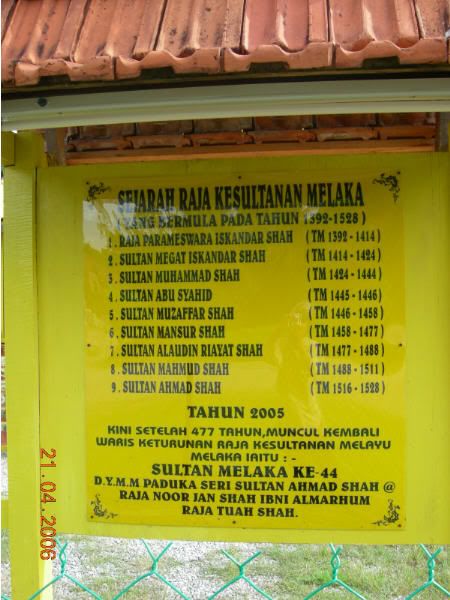 SEJARAH RAJA KESULTANAN MELAKA
( YANG BERMULA PADA TAHUN 1392-1528 )
1 . RAJA PARAMESWARA ISKANDAR SHAH ( TM 1392 - 1414 )
2 . SULTAN MEGAT ISKANDAR SHAH ( TM 1414 - 1424 )
3 . SULTAN MUHAMMAD SHAH ( TM 1424 - 1444 )
4 . SULTAN ABU SYAHID ( TM 1445 - 1446 )
5 . SULTAN MUZAFFAR SHAH ( TM 1446 - 1458 )
6 . SULTAN MANSUR SHAH ( TM 1458 - 1477 )
7 . SULTAN ALAUDIN RIAYAT SHAH ( TM 1477 - 1488 )
8 . SULTAN MAHMUD SHAH ( TM 1488 - 1511 )
9 . SULTAN AHMAD SHAH ( TM 1516 - 1528 )
TAHUN 2005
KINI SETELAH 477 TAHUN,MUNCUL KEMBALI
WARIS KETURUNAN RAJA KESULTANAN MELAYU
MELAKA IAITU : -
SULTAN MELAKA KE-44
D.Y.M.M PADUKA SERI SULTAN AHMAD SHAH @
RAJA NOOR JAN SHAH IBNI ALMARHUM
RAJA TUAH SHAH.
21.04.2006